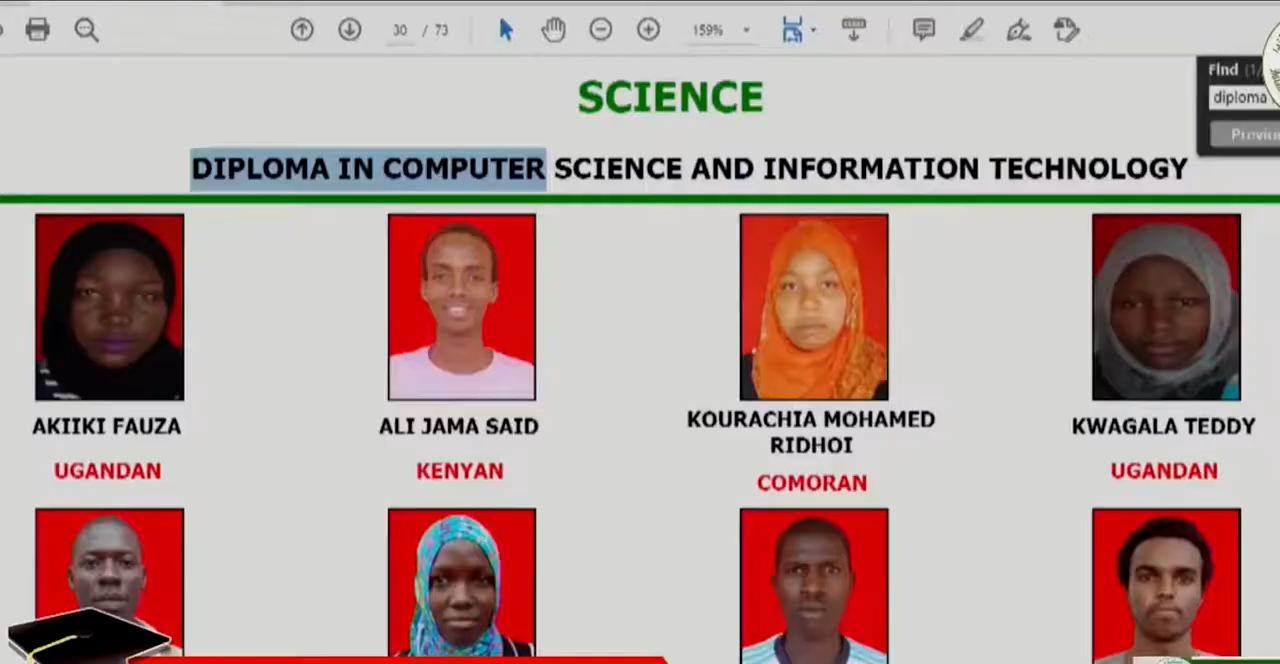 30 / 73
159%
Find
diploma
SCIENCE
DIPLOMA IN COMPUTER SCIENCE AND INFORMATION TECHNOLOGY
AKIIKI FAUZA
ALI JAMA SAID
KOURACHIA MOHAMED
RIDHOI
KWAGALA TEDDY
UGANDAN
KENYAN
COMORAN
UGANDAN